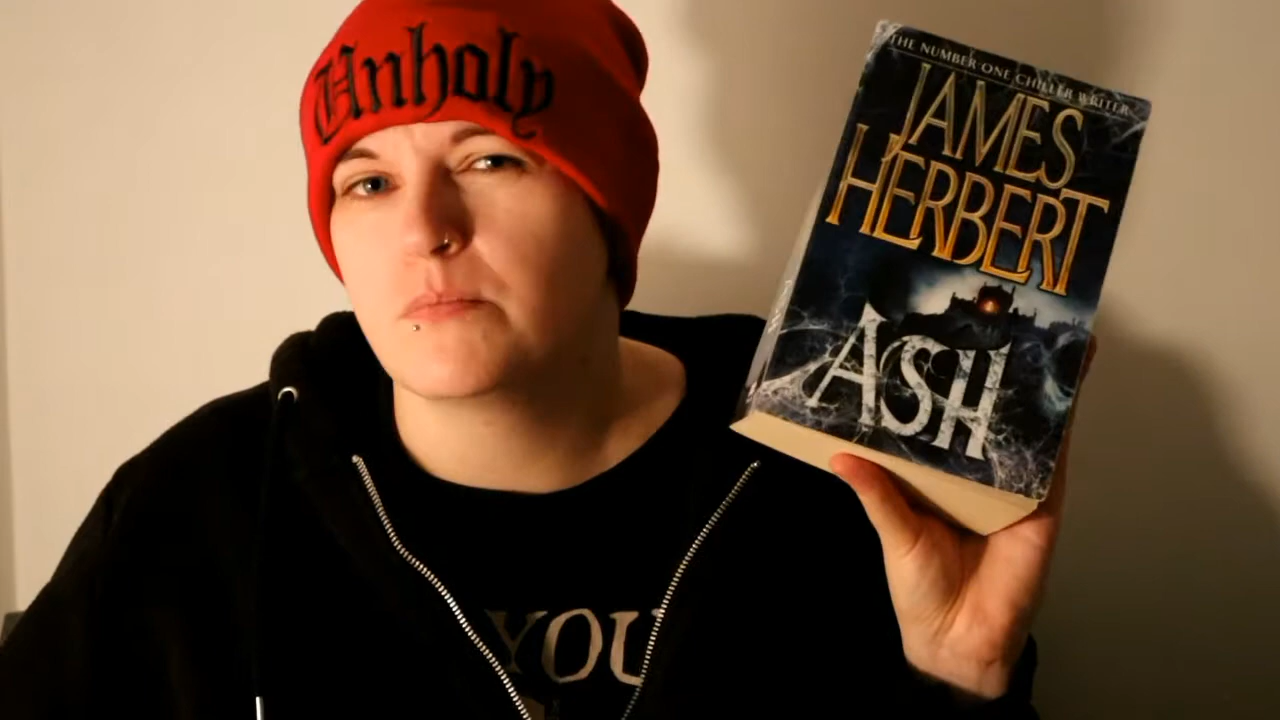 Unholy
THE NUMBER ONE CHILLER WRITER
JAMES
HERBERT
ASH
YOU